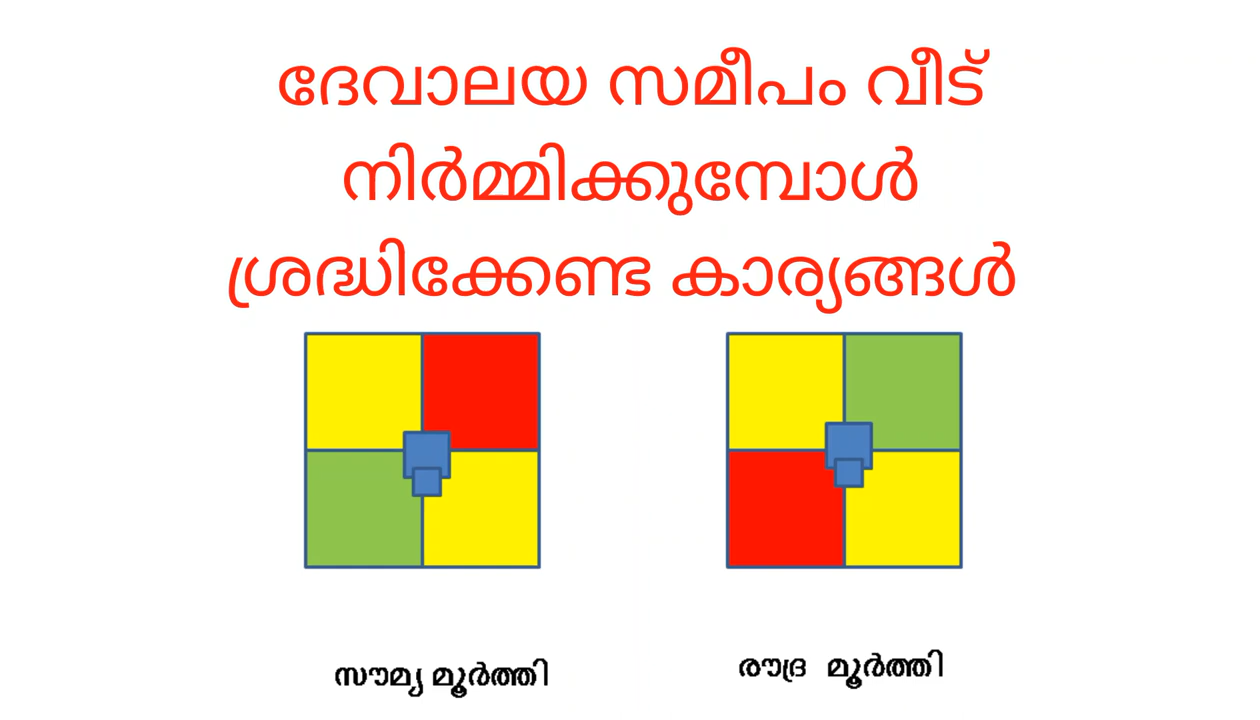 ദേവാലയ സമീപം വീട്
നിർമ്മിക്കുമ്പോൾ
ശ്രദ്ധിക്കേണ്ട കാര്യങ്ങൾ
സൗമ്യ മൂർത്തി
രൗദ്ര മൂർത്തി